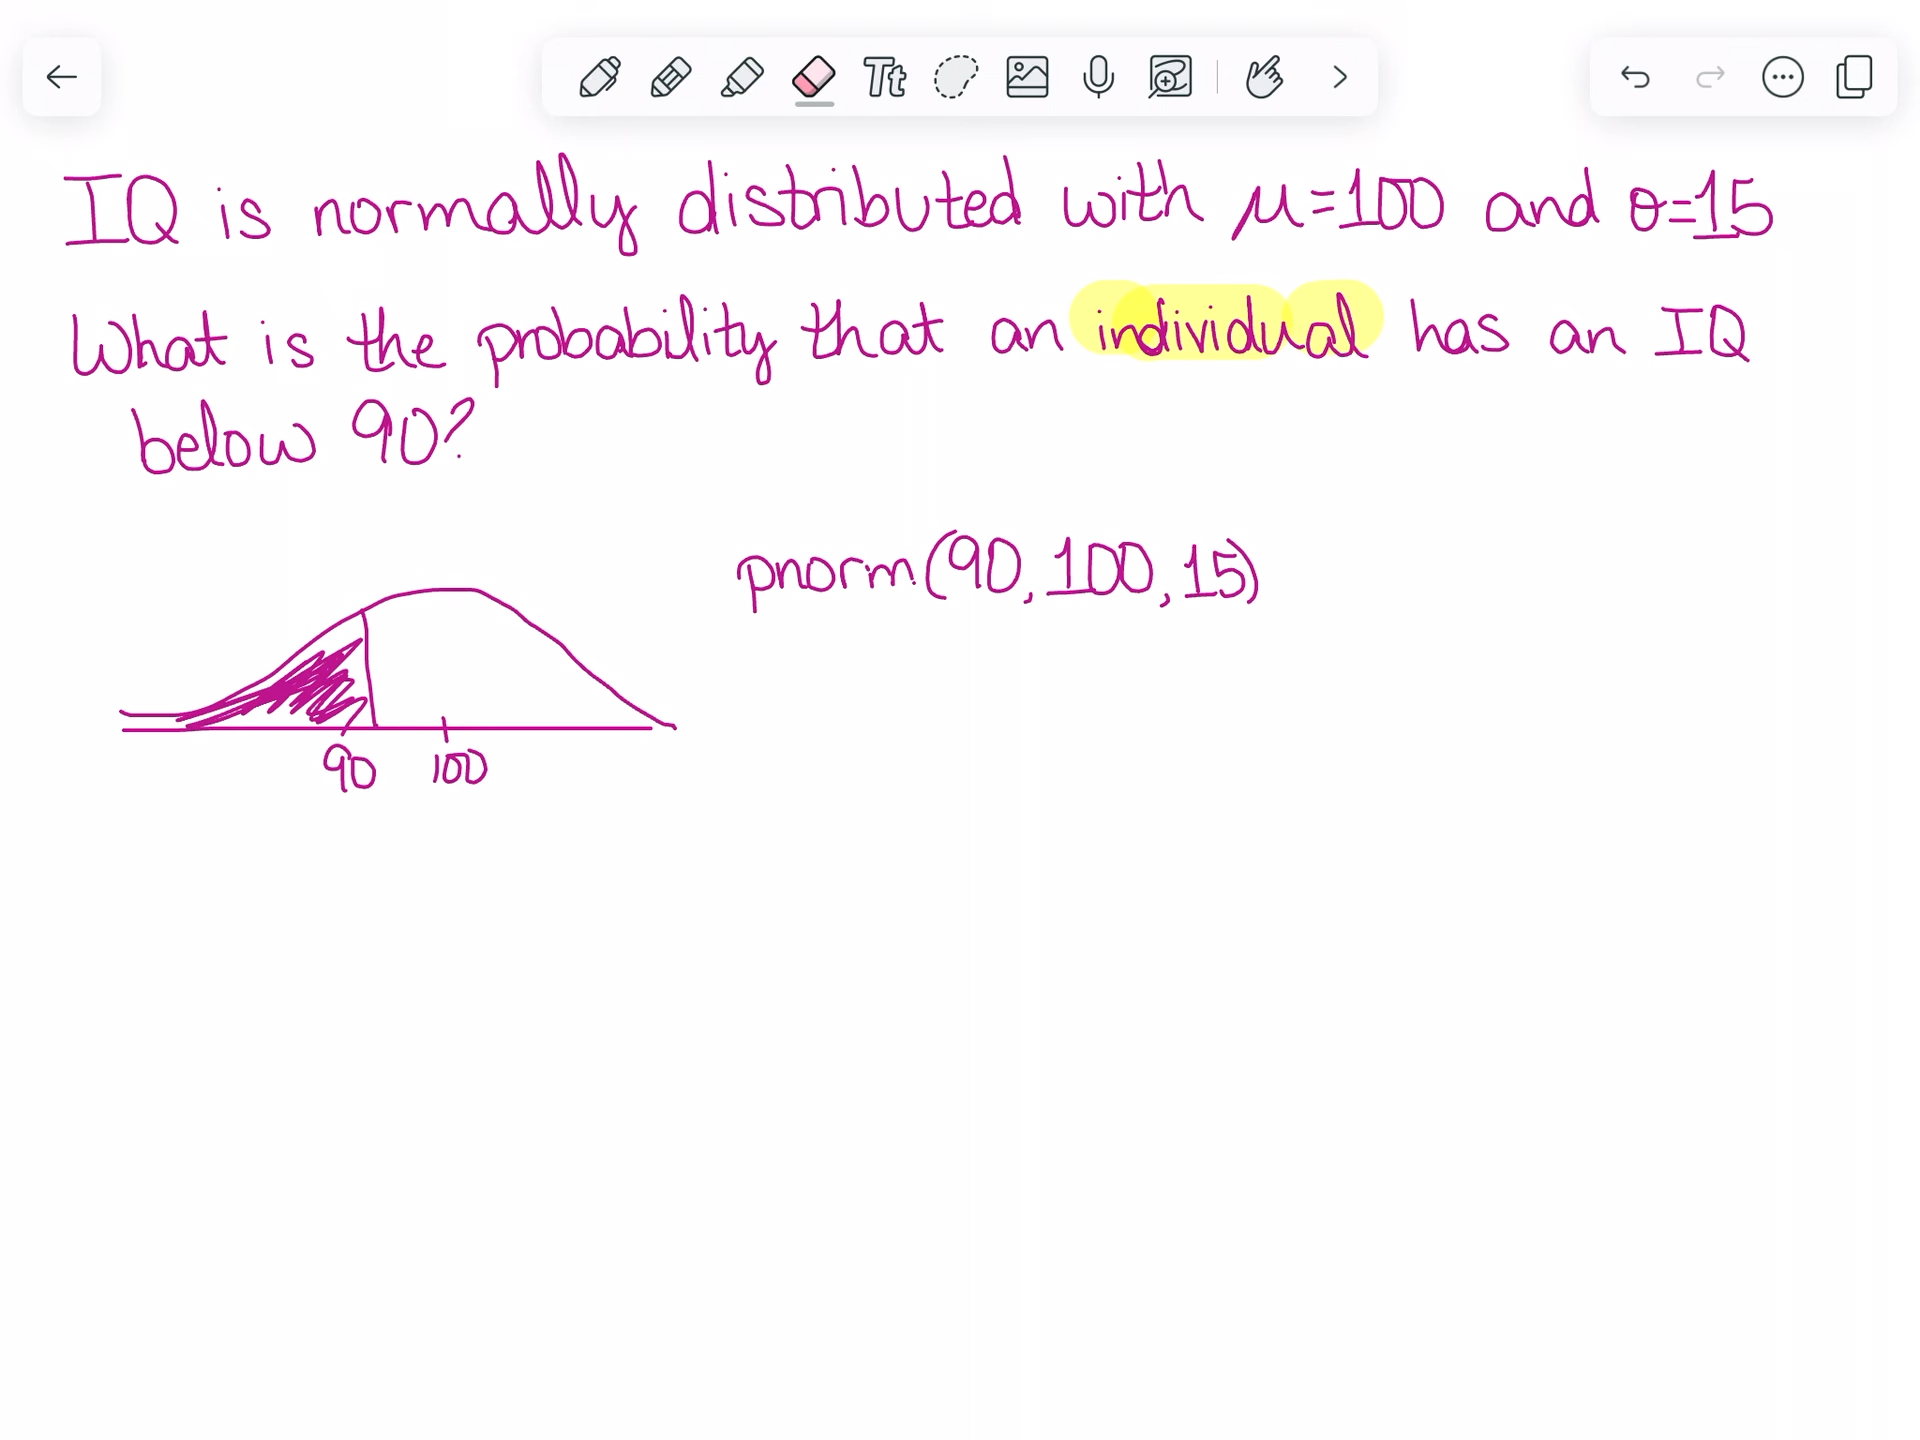 Tt
IQ is normally distributed with μ=100 and σ=15
What is the probability that an individual has an IQ
below 90?
pnorm(90, 100, 15)
90 100